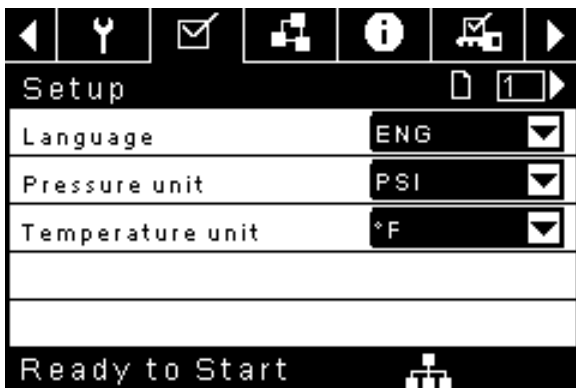 Setup 1
Language ENG
Pressure unit PSI
Temperature unit °F
Ready to Start